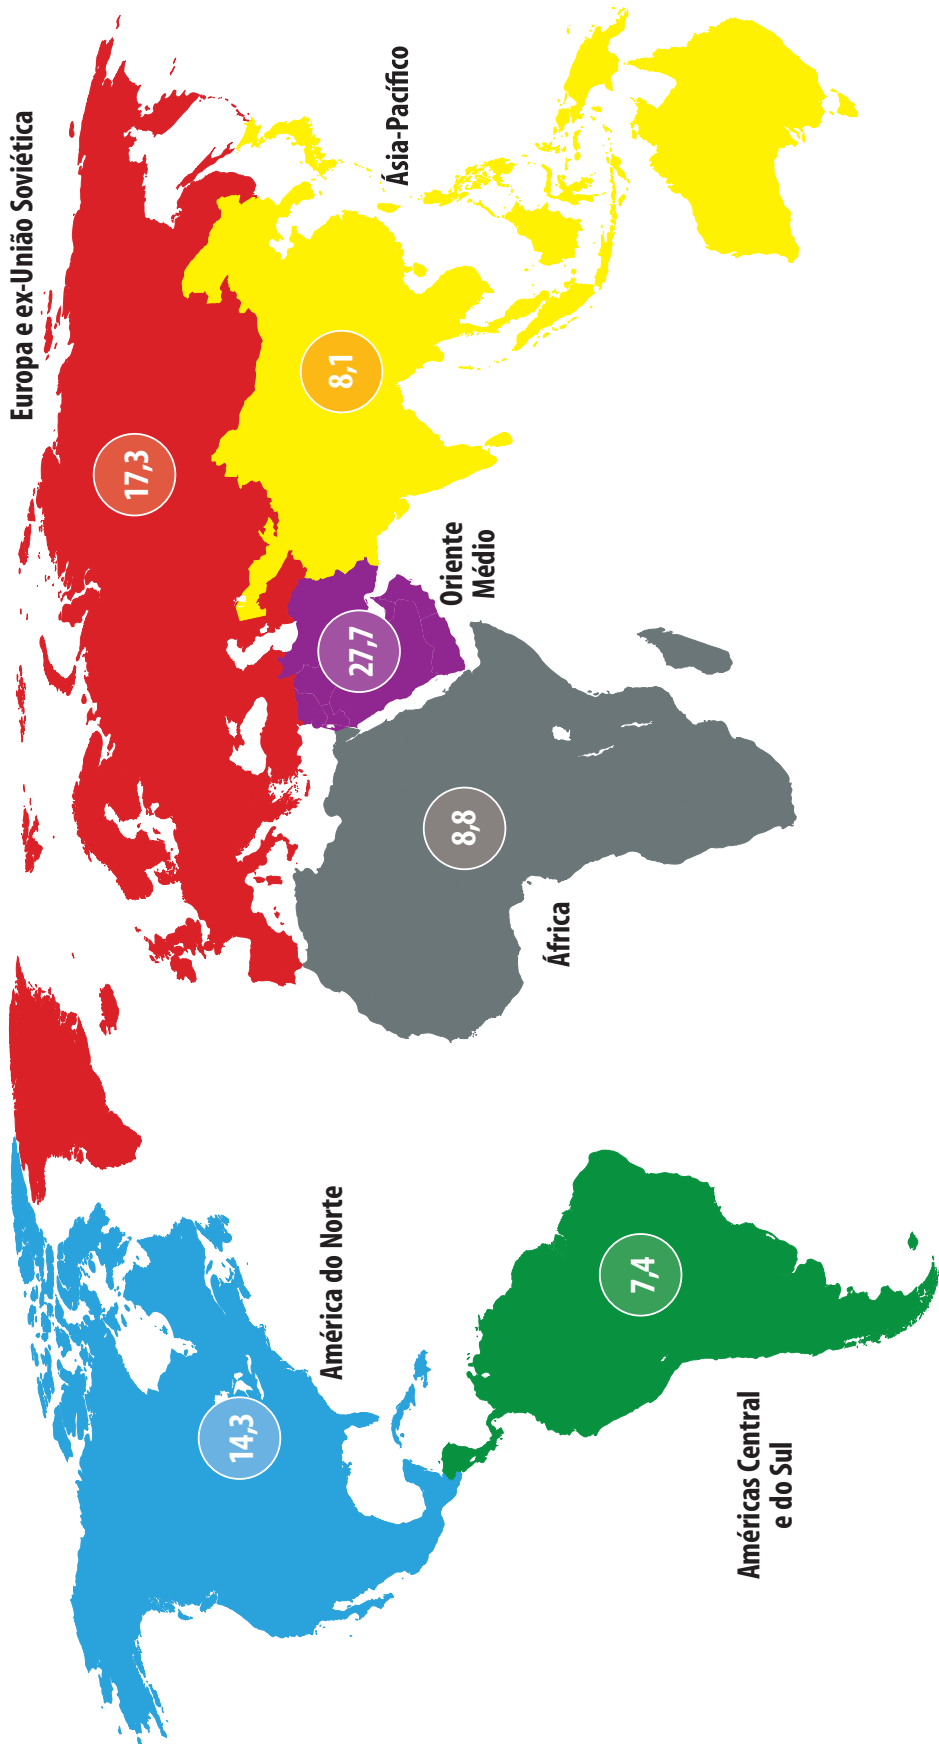 Europa e ex-União Soviética
17,3
14,3
América do Norte
8,1
Ásia-Pacífico
27,7
Oriente
Médio
8,8
África
7,4
Américas Central
e do Sul